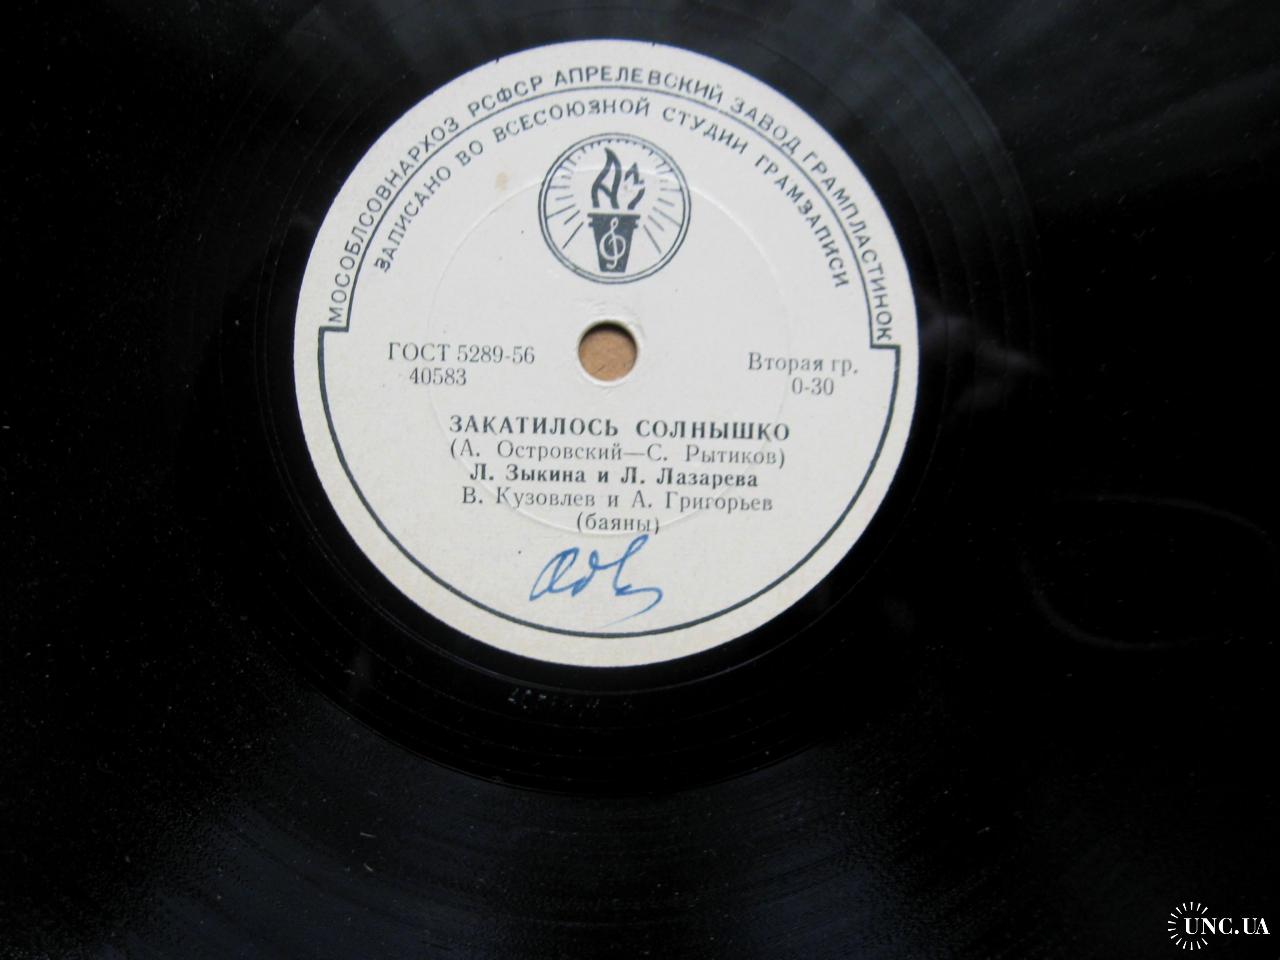 МОСОБЛСОВНАРХОЗ РСФСР АПРЕЛЕВСКИЙ ЗАВОД ГРАМПЛАСТИНОК
ЗАПИСАНО ВО ВСЕСОЮЗНОЙ СТУДИИ ГРАМЗАПИСИ
ГОСТ 5289-56
40583
Вторая гр.
0-30
ЗАКАТИЛОСЬ СОЛНЫШКО
(А. Островский—С. Рытиков)
Л. Зыкина и Л. Лазарева
В. Кузовлев и А. Григорьев
(баяны)
UNC.UA